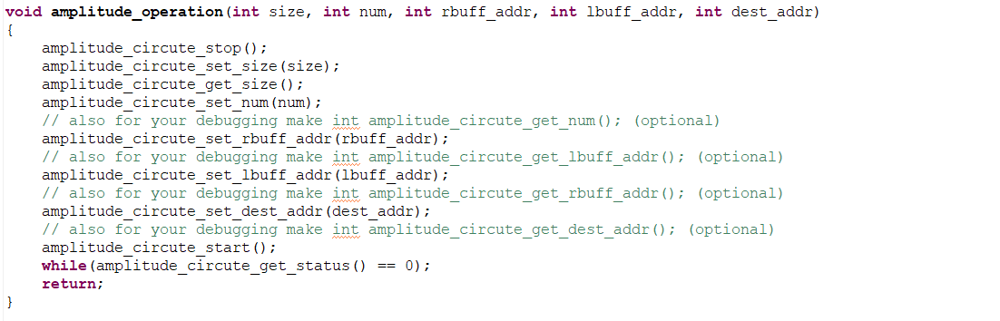 void amplitude_operation(int size, int num, int rbuff_addr, int lbuff_addr, int dest_addr)
{
    amplitude_circute_stop();
    amplitude_circute_set_size(size);
    amplitude_circute_get_size();
    amplitude_circute_set_num(num);
    // also for your debugging make int amplitude_circute_get_num(); (optional)
    amplitude_circute_set_rbuff_addr(rbuff_addr);
    // also for your debugging make int amplitude_circute_get_lbuff_addr(); (optional)
    amplitude_circute_set_lbuff_addr(lbuff_addr);
    // also for your debugging make int amplitude_circute_get_rbuff_addr(); (optional)
    amplitude_circute_set_dest_addr(dest_addr);
    // also for your debugging make int amplitude_circute_get_dest_addr(); (optional)
    amplitude_circute_start();
    while(amplitude_circute_get_status() == 0);
    return;
}